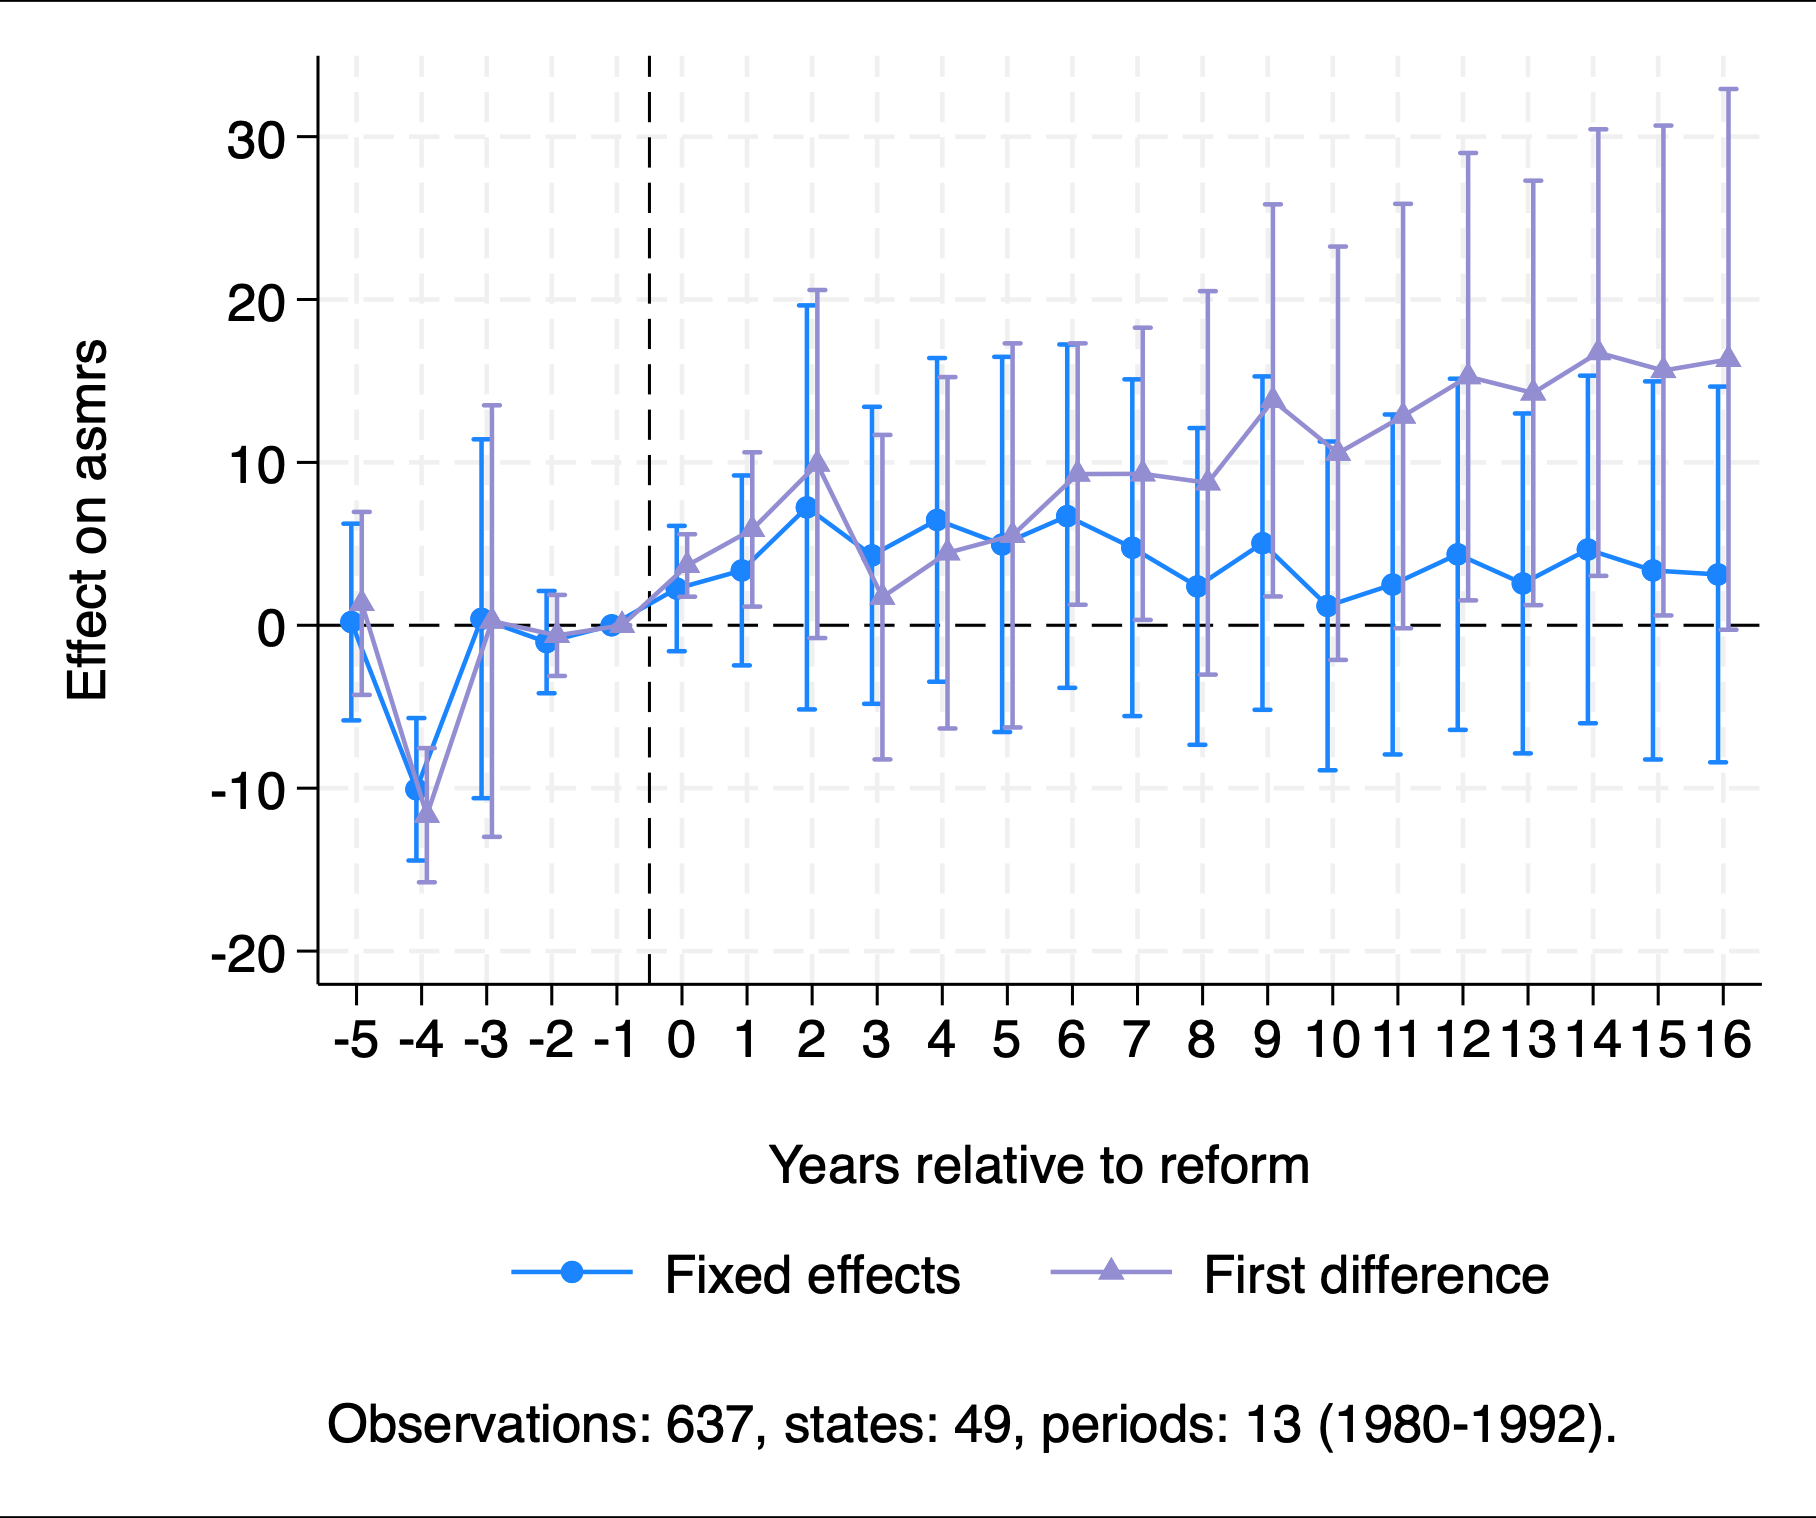 Effect on asmrs
30
20
10
0
-10
-20
-5 -4 -3 -2 -1 0 1 2 3 4 5 6 7 8 9 10 11 12 13 14 15 16
Years relative to reform
Fixed effects First difference
Observations: 637, states: 49, periods: 13 (1980-1992).